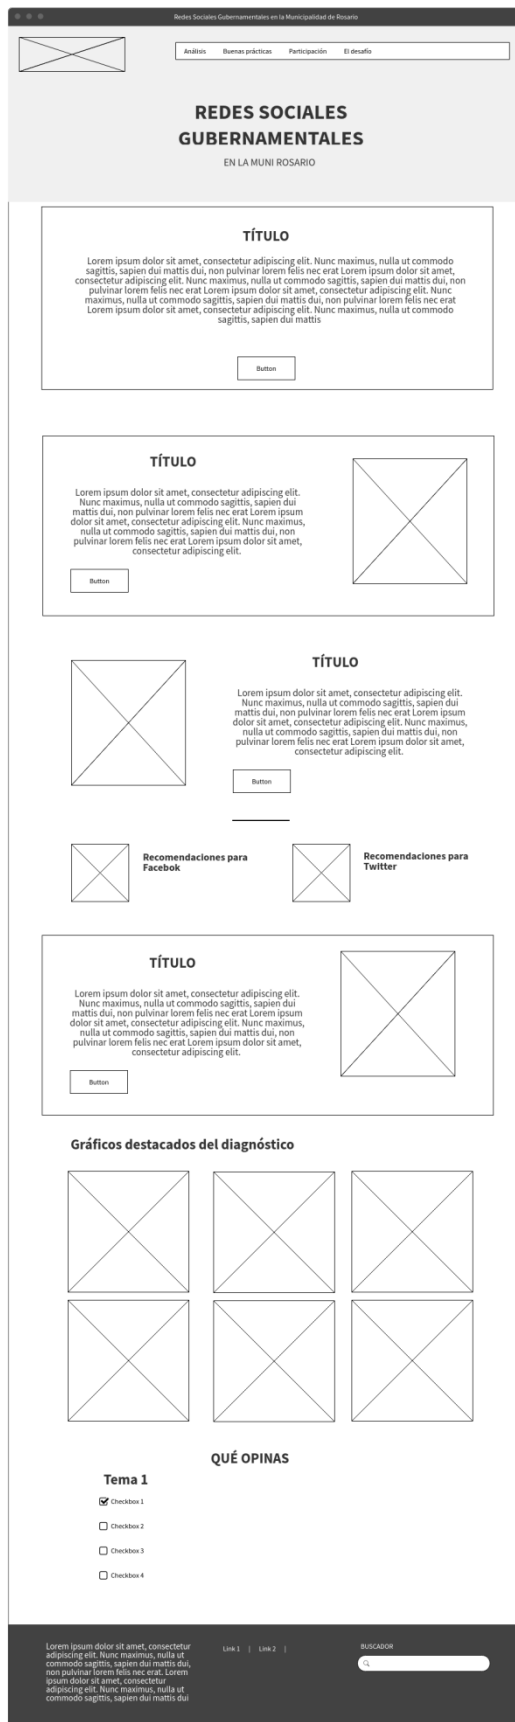 Redes Sociales Gubernamentales en la Municipalidad de Rosario
Análisis Buenas prácticas Participación El desafío
REDES SOCIALES
GUBERNAMENTALES
EN LA MUNI ROSARIO
TÍTULO
Lorem ipsum dolor sit amet, consectetur adipiscing elit. Nunc maximus, nulla ut commodo
sagittis, sapien dui mattis dui, non pulvinar lorem felis nec erat Lorem ipsum dolor sit amet,
consectetur adipiscing elit. Nunc maximus, nulla ut commodo sagittis, sapien dui mattis dui, non
pulvinar lorem felis nec erat Lorem ipsum dolor sit amet, consectetur adipiscing elit. Nunc
maximus, nulla ut commodo sagittis, sapien dui mattis dui, non pulvinar lorem felis nec erat
Lorem ipsum dolor sit amet, consectetur adipiscing elit. Nunc maximus, nulla ut commodo
sagittis, sapien dui mattis
Button
TÍTULO
Lorem ipsum dolor sit amet, consectetur adipiscing elit.
Nunc maximus, nulla ut commodo sagittis, sapien dui
mattis dui, non pulvinar lorem felis nec erat Lorem ipsum
dolor sit amet, consectetur adipiscing elit. Nunc maximus,
nulla ut commodo sagittis, sapien dui mattis dui, non
pulvinar lorem felis nec erat Lorem ipsum dolor sit amet,
consectetur adipiscing elit.
Button
TÍTULO
Lorem ipsum dolor sit amet, consectetur adipiscing elit.
Nunc maximus, nulla ut commodo sagittis, sapien dui
mattis dui, non pulvinar lorem felis nec erat Lorem ipsum
dolor sit amet, consectetur adipiscing elit. Nunc maximus,
nulla ut commodo sagittis, sapien dui mattis dui, non
pulvinar lorem felis nec erat Lorem ipsum dolor sit amet,
consectetur adipiscing elit.
Button
Recomendaciones para
Facebok
Recomendaciones para
Twitter
TÍTULO
Lorem ipsum dolor sit amet, consectetur adipiscing elit.
Nunc maximus, nulla ut commodo sagittis, sapien dui
mattis dui, non pulvinar lorem felis nec erat Lorem ipsum
dolor sit amet, consectetur adipiscing elit. Nunc maximus,
nulla ut commodo sagittis, sapien dui mattis dui, non
pulvinar lorem felis nec erat Lorem ipsum dolor sit amet,
consectetur adipiscing elit.
Button
Gráficos destacados del diagnóstico
QUÉ OPINAS
Tema 1
Checkbox 1
Checkbox 2
Checkbox 3
Checkbox 4
Lorem ipsum dolor sit amet, consectetur
adipiscing elit. Nunc maximus, nulla ut
commodo sagittis, sapien dui mattis dui,
non pulvinar lorem felis nec erat. Lorem
ipsum dolor sit amet, consectetur
adipiscing elit. Nunc maximus, nulla ut
commodo sagittis, sapien dui mattis dui
Link 1 | Link 2 |
BUSCADOR